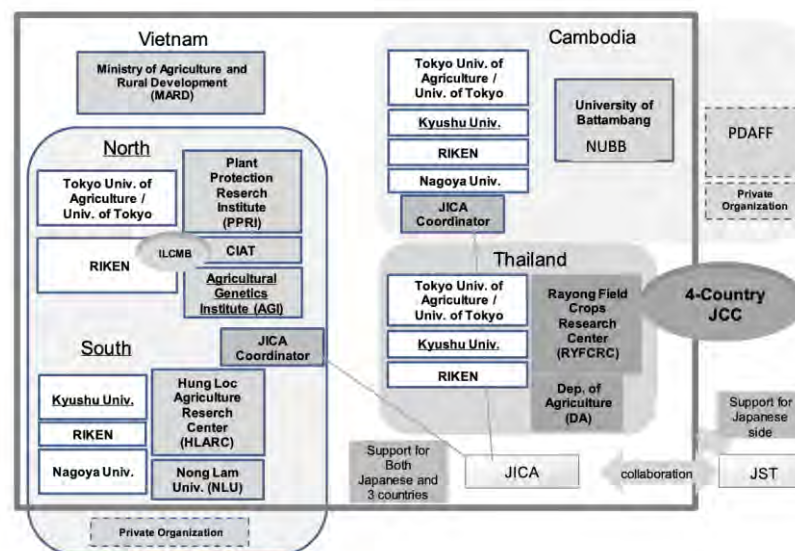 Vietnam
Ministry of Agriculture and
Rural Development
(MARD)
North
Tokyo Univ. of
Agriculture /
Univ. of Tokyo
Plant
Protection
Reserch
Institute
(PPRI)
RIKEN
ILCMB
CIAT
Agricultural
Genetics
Institute (AGI)
South
JICA
Coordinator
Kyushu Univ.
RIKEN
Nagoya Univ.
Hung Loc
Agriculture
Reserch
Center
(HLARC)
Nong Lam
Univ. (NLU)
Private Organization
Cambodia
Tokyo Univ. of
Agriculture /
Univ. of Tokyo
Kyushu Univ.
RIKEN
Nagoya Univ.
JICA
Coordinator
University of
Battambang
NUBB
PDAFF
Private
Organization
Thailand
Tokyo Univ. of
Agriculture /
Univ. of Tokyo
Kyushu Univ.
RIKEN
Rayong Field
Crops
Research
Center
(RYFCRC)
Dep. of
Agriculture
(DA)
4-Country
JCC
Support for
Both
Japanese and
3 countries
JICA
collaboration
Support for
Japanese
side
JST